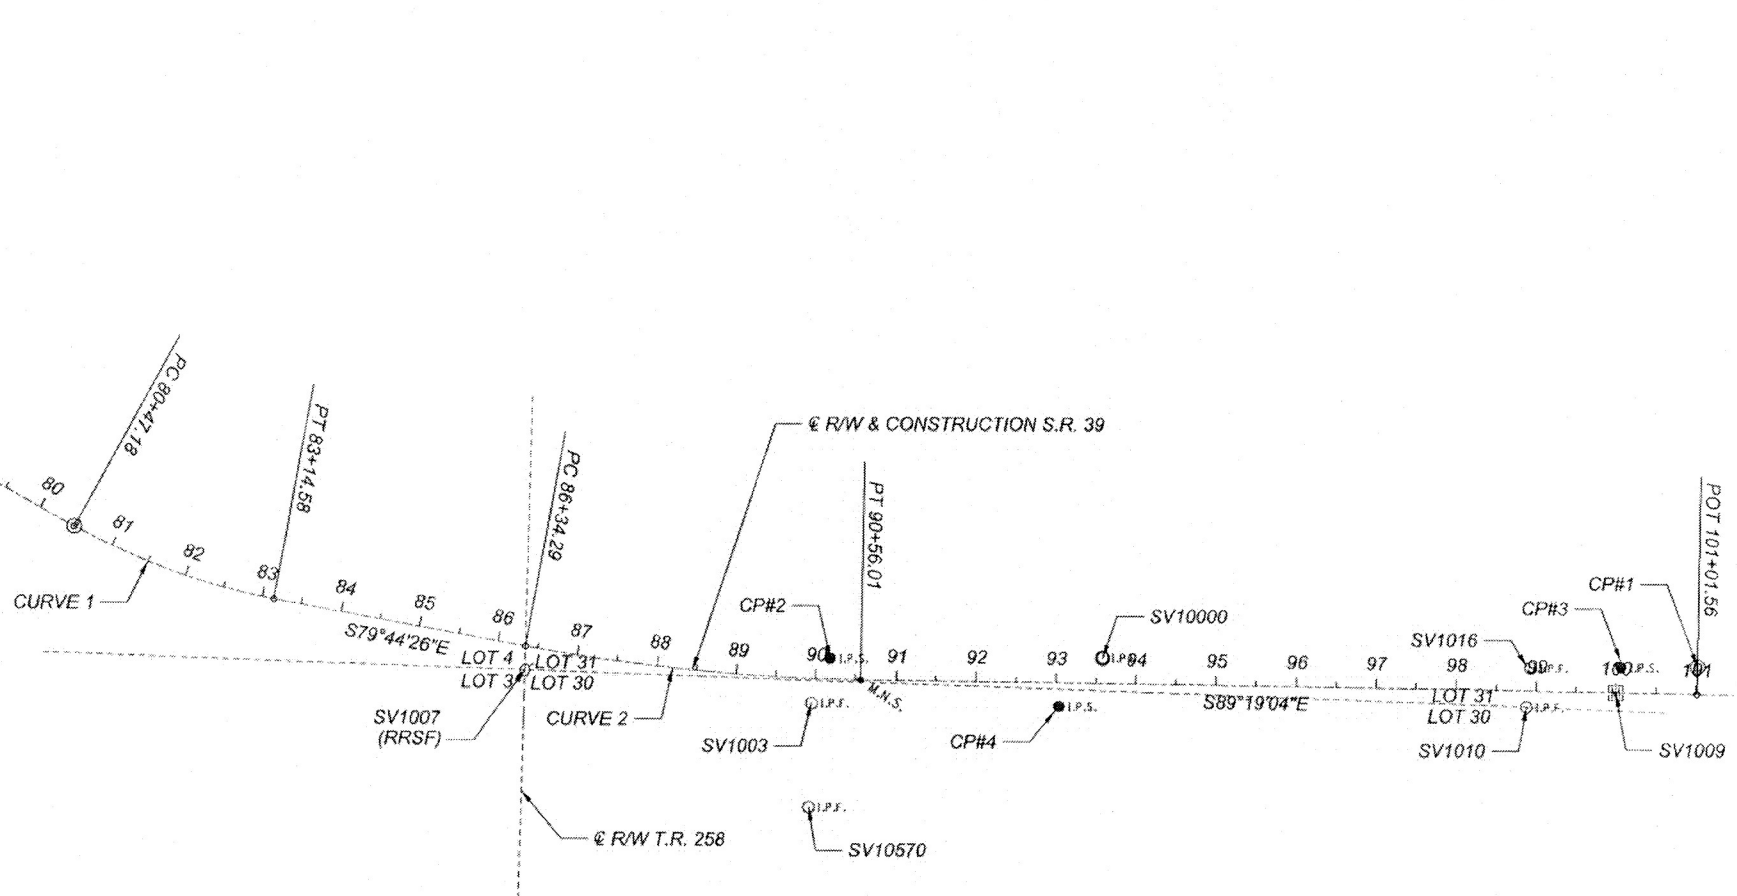 PC 80+47.18
PT 83+14.58
PC 86+34.29
℄ R/W & CONSTRUCTION S.R. 39
PT 90+56.01
POT 101+01.56
80
81
82
83
84
85
86
87
88
89
90
91
92
93
94
95
96
97
98
99
100
101
CURVE 1
S79°44'26"E
LOT 4
LOT 31
LOT 3
LOT 30
SV1007
(RRSF)
CURVE 2
CP#2
I.P.S.
M.N.S.
I.P.F.
SV1003
I.P.F.
SV10570
℄ R/W T.R. 258
SV10000
I.P.
I.P.S.
CP#4
S89°19'04"E
CP#1
CP#3
I.P.S.
SV1016
I.P.F.
LOT 31
LOT 30
I.P.F.
SV1010
SV1009